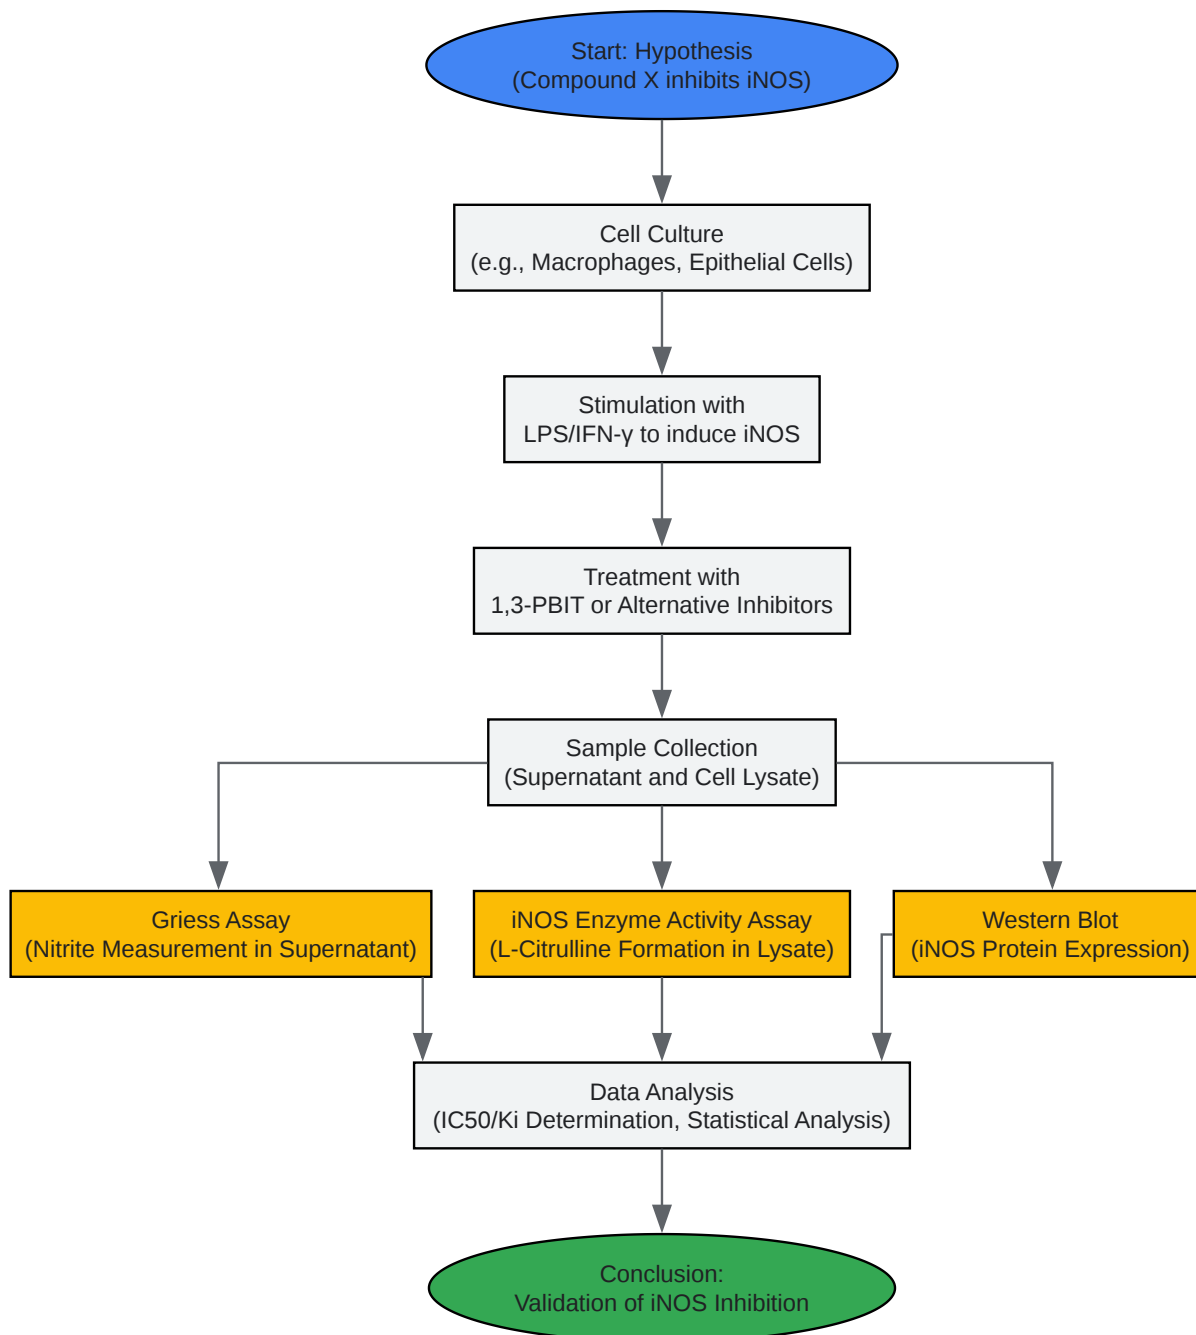 Start: Hypothesis
(Compound X inhibits iNOS)
Cell Culture
(e.g., Macrophages, Epithelial Cells)
Stimulation with
LPS/IFN-γ to induce iNOS
Treatment with
1,3-PBIT or Alternative Inhibitors
Sample Collection
(Supernatant and Cell Lysate)
Griess Assay
(Nitrite Measurement in Supernatant)
iNOS Enzyme Activity Assay
(L-Citrulline Formation in Lysate)
Western Blot
(iNOS Protein Expression)
Data Analysis
(IC50/Ki Determination, Statistical Analysis)
Conclusion:
Validation of iNOS Inhibition